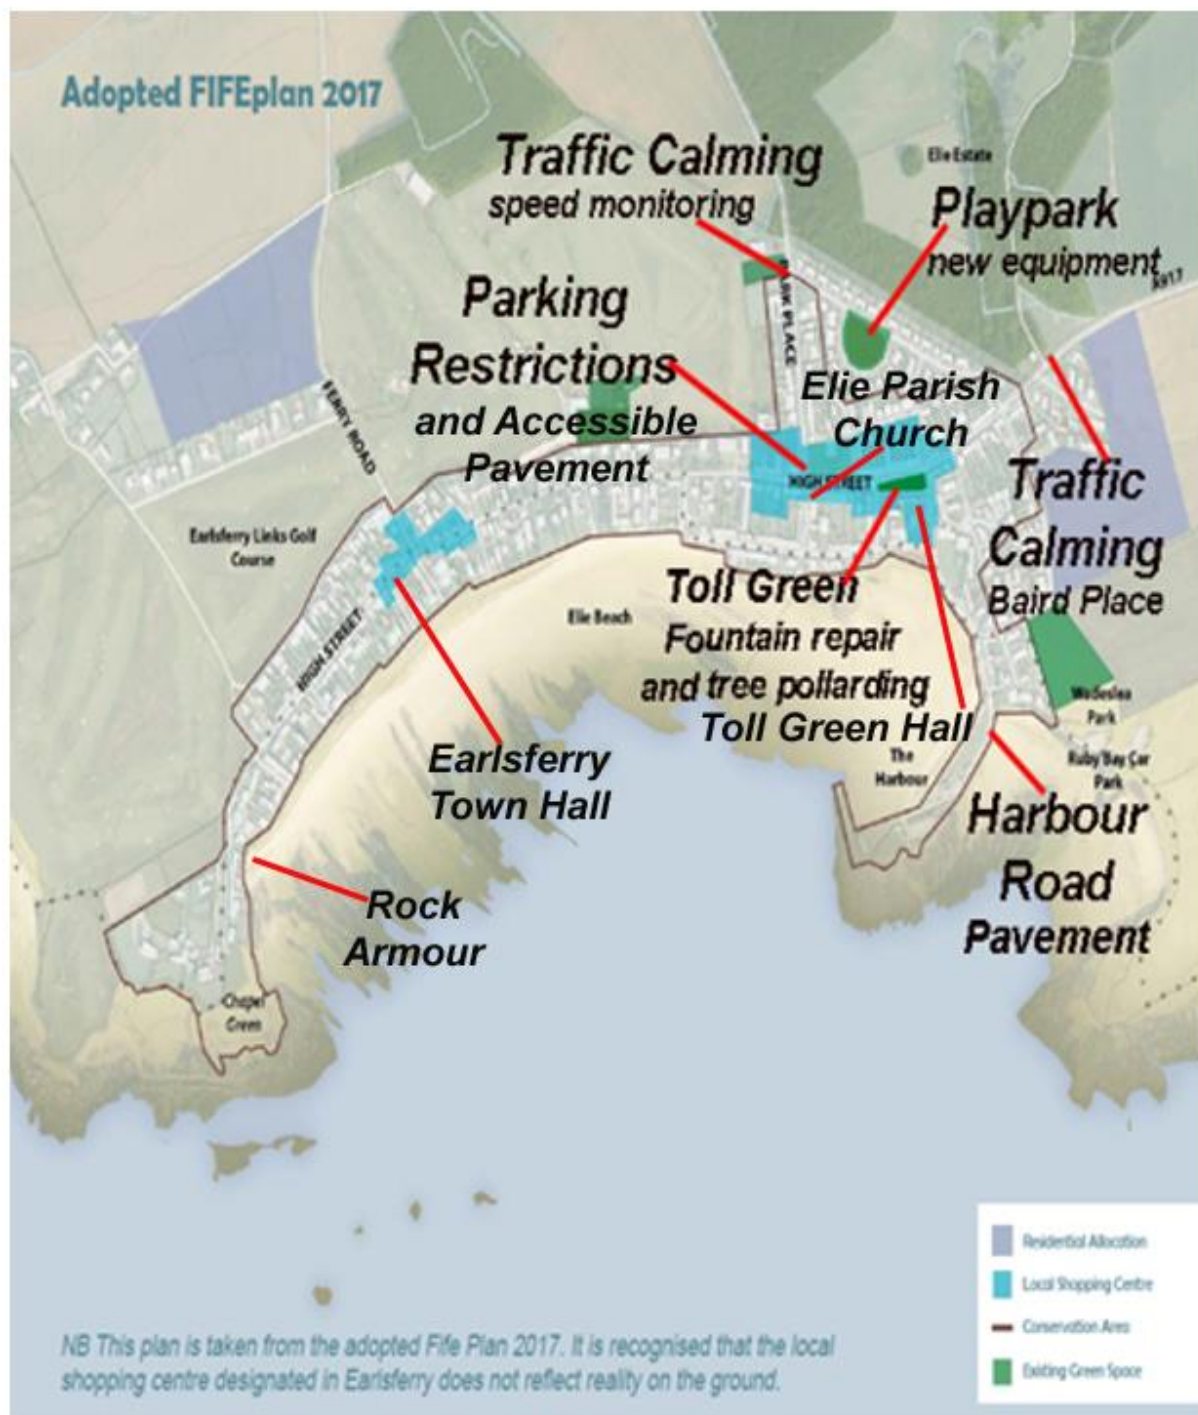 Adopted FIFEplan 2017
Traffic Calming
speed monitoring
Elie Estate
Playpark
new equipment
A917
PARK PLACE
Parking
Restrictions
and Accessible
Pavement
Elie Parish
Church
FERRY ROAD
HIGH STREET
Traffic
Calming
Baird Place
Earlsferry Links Golf
Course
Toll Green
Fountain repair
and tree pollarding
Toll Green Hall
Elie Beach
HIGH STREET
Wadeslea
Park
The
Harbour
Ruby Bay Car
Park
Earlsferry
Town Hall
Harbour
Road
Pavement
Rock
Armour
Chapel
Green
Residential Allocation
Local Shopping Centre
Conservation Area
Existing Green Space
NB This plan is taken from the adopted Fife Plan 2017. It is recognised that the local
shopping centre designated in Earlsferry does not reflect reality on the ground.